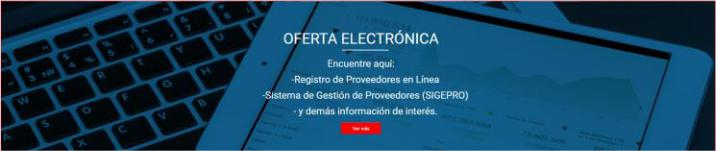 OFERTA ELECTRÓNICA
Encuentre aquí:
-Registro de Proveedores en Línea
-Sistema de Gestión de Proveedores (SIGEPRO)
- y demás información de interés.
Ver más